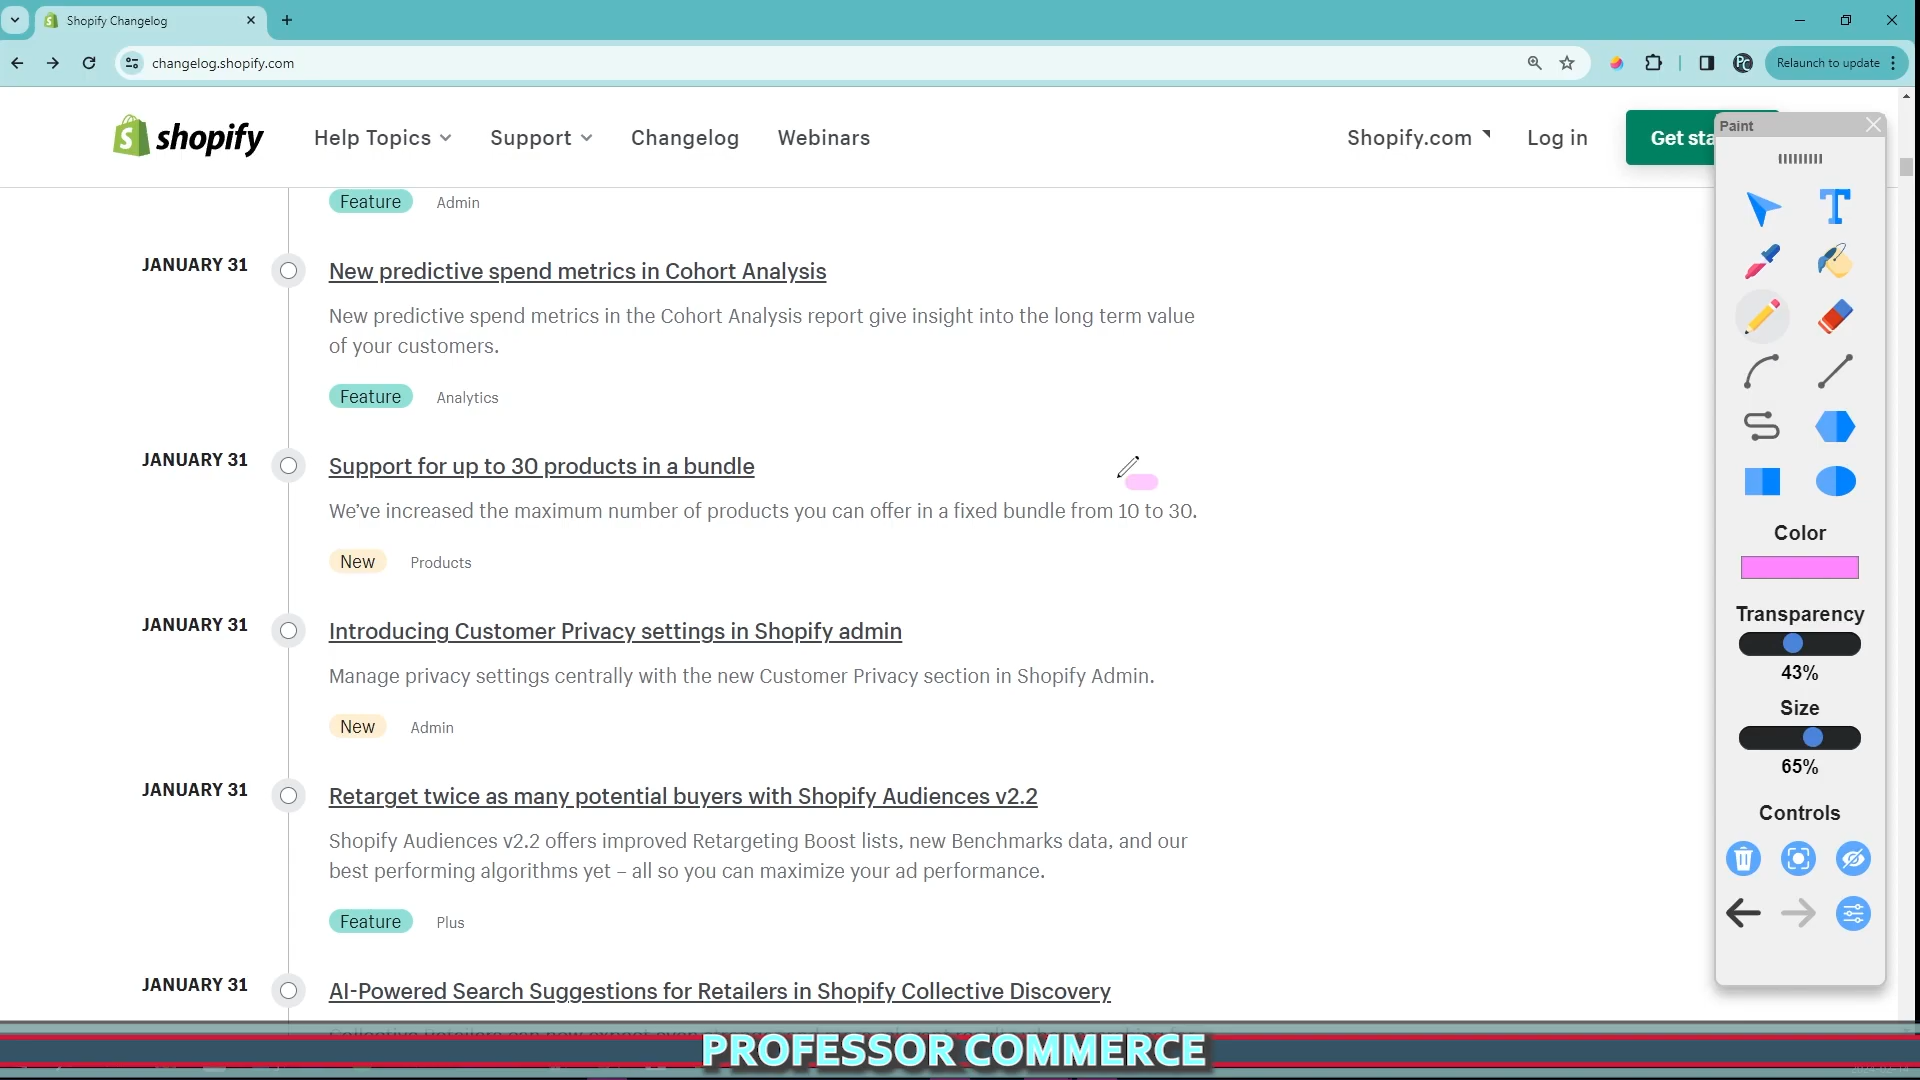 Shopify Changelog
changelog.shopify.com
Relaunch to update
shopify
Help Topics
Support
Changelog
Webinars
Shopify.com
Log in
Get sta
Paint
Feature Admin
JANUARY 31
New predictive spend metrics in Cohort Analysis
New predictive spend metrics in the Cohort Analysis report give insight into the long term value
of your customers.
Feature Analytics
JANUARY 31
Support for up to 30 products in a bundle
We’ve increased the maximum number of products you can offer in a fixed bundle from 10 to 30.
New Products
JANUARY 31
Introducing Customer Privacy settings in Shopify admin
Manage privacy settings centrally with the new Customer Privacy section in Shopify Admin.
New Admin
JANUARY 31
Retarget twice as many potential buyers with Shopify Audiences v2.2
Shopify Audiences v2.2 offers improved Retargeting Boost lists, new Benchmarks data, and our
best performing algorithms yet – all so you can maximize your ad performance.
Feature Plus
JANUARY 31
AI-Powered Search Suggestions for Retailers in Shopify Collective Discovery
Color
Transparency
43%
Size
65%
Controls
PROFESSOR COMMERCE